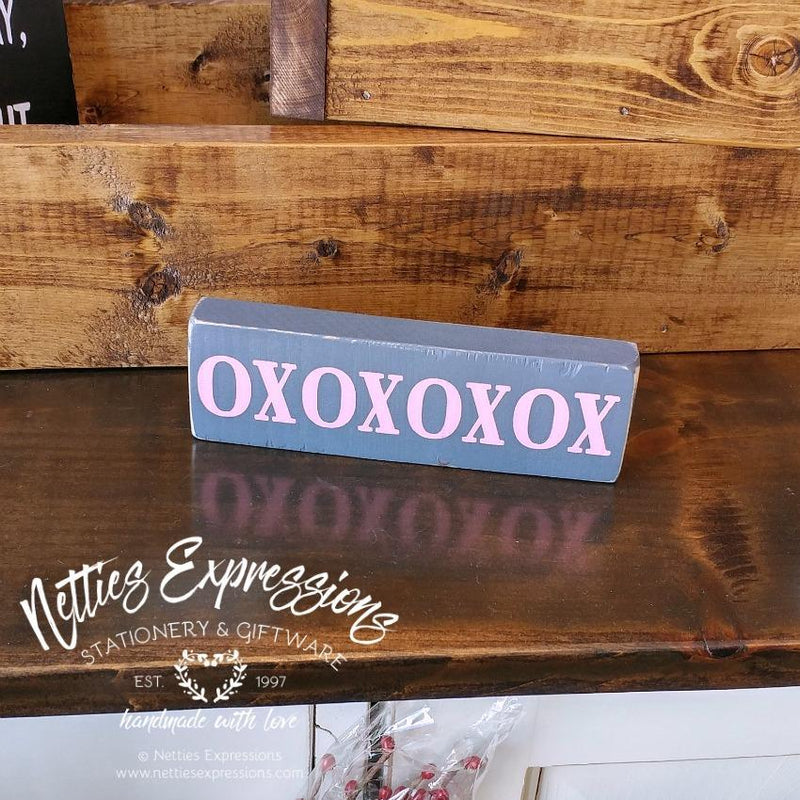 OXOXOXOX
Netties Expressions
STATIONERY & GIFTWARE
EST. 1997
handmade with love
© Netties Expressions
www.nettiesexpressions.com